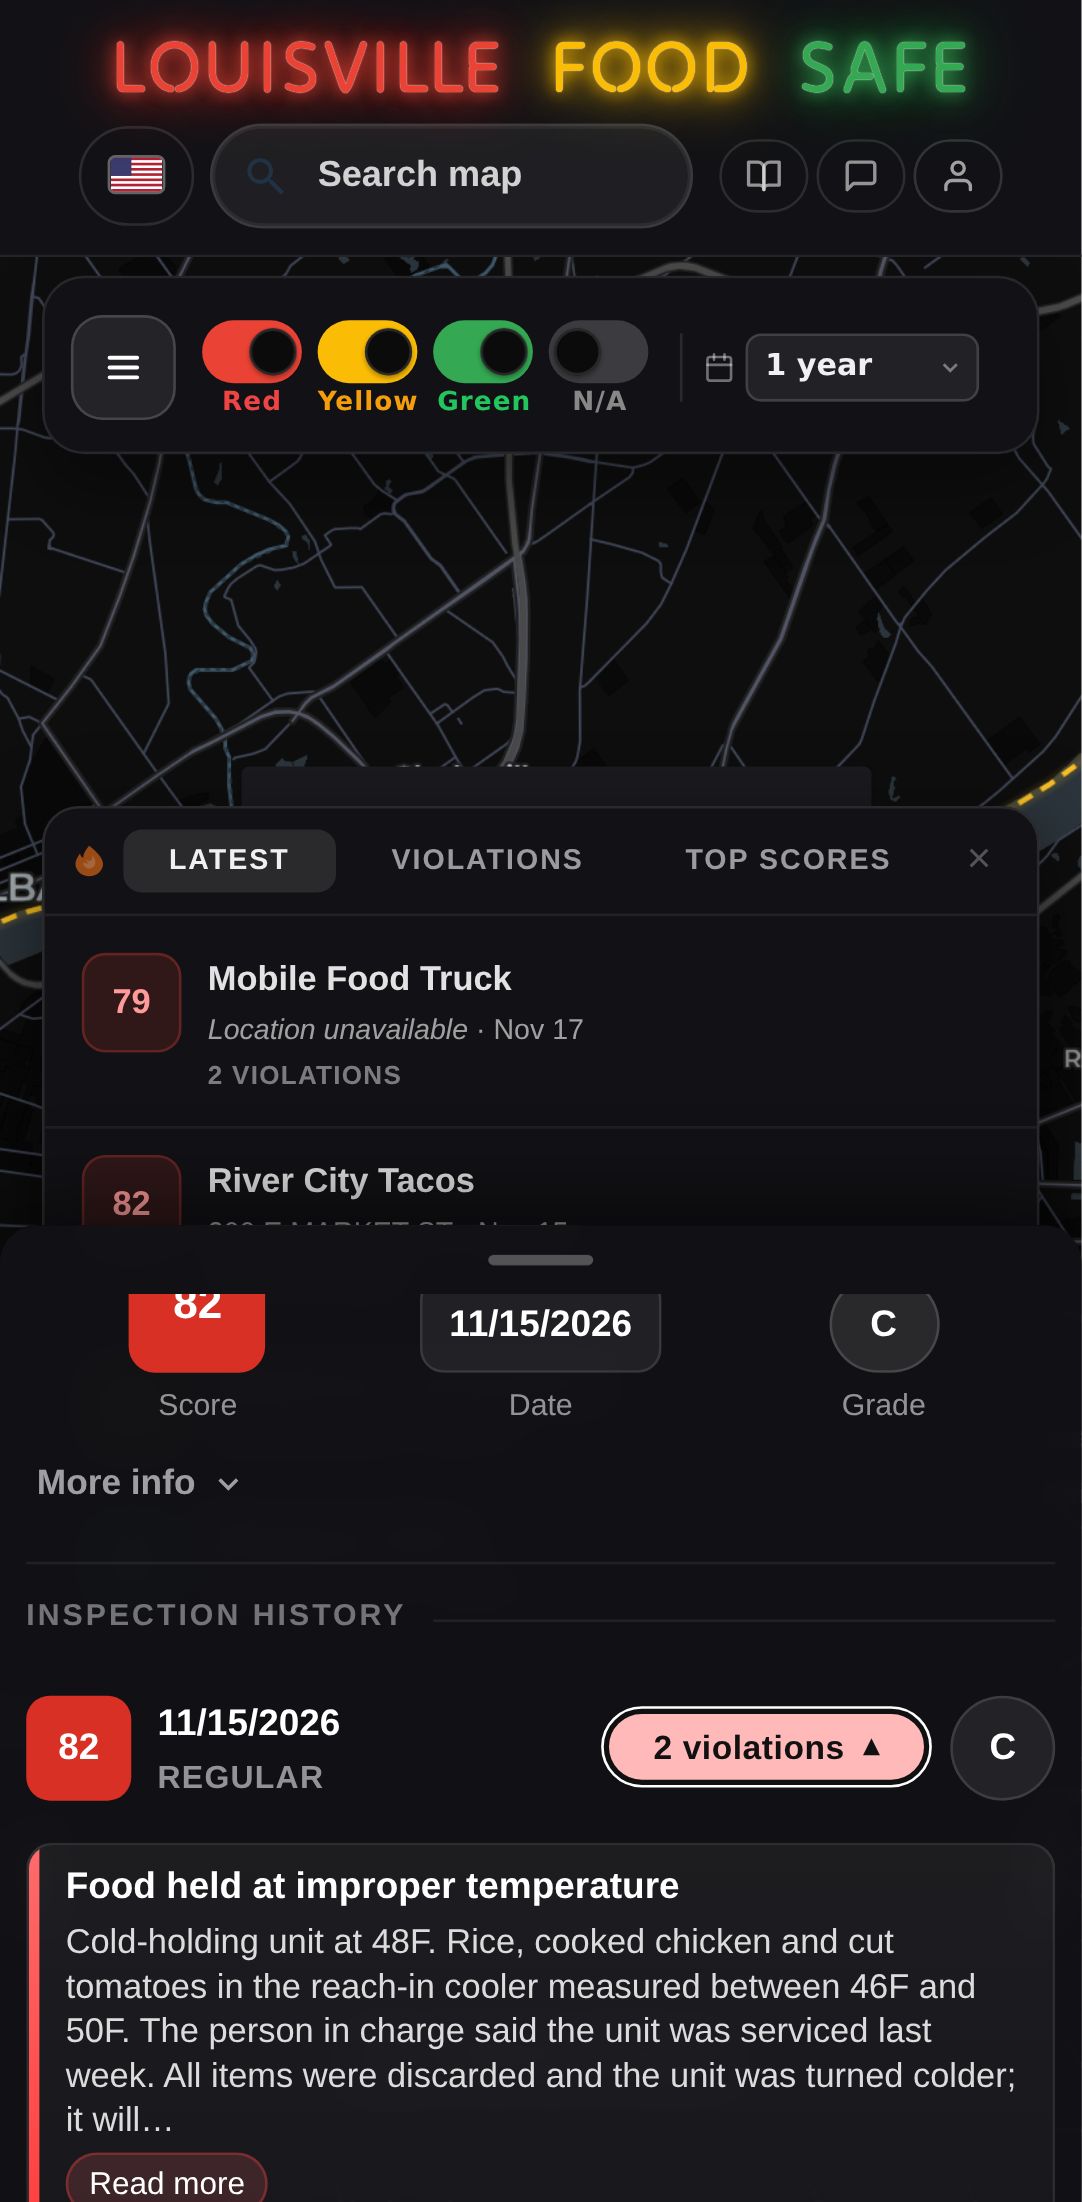 LOUISVILLE FOOD SAFE
Search map
Red Yellow Green N/A
1 year
LATEST VIOLATIONS TOP SCORES ×
79
Mobile Food Truck
Location unavailable · Nov 17
2 VIOLATIONS
82
River City Tacos
82
11/15/2026
C
Score
Date
Grade
More info
INSPECTION HISTORY
82
11/15/2026
REGULAR
2 violations ▲
C
Food held at improper temperature
Cold-holding unit at 48F. Rice, cooked chicken and cut
tomatoes in the reach-in cooler measured between 46F and
50F. The person in charge said the unit was serviced last
week. All items were discarded and the unit was turned colder;
it will…
Read more